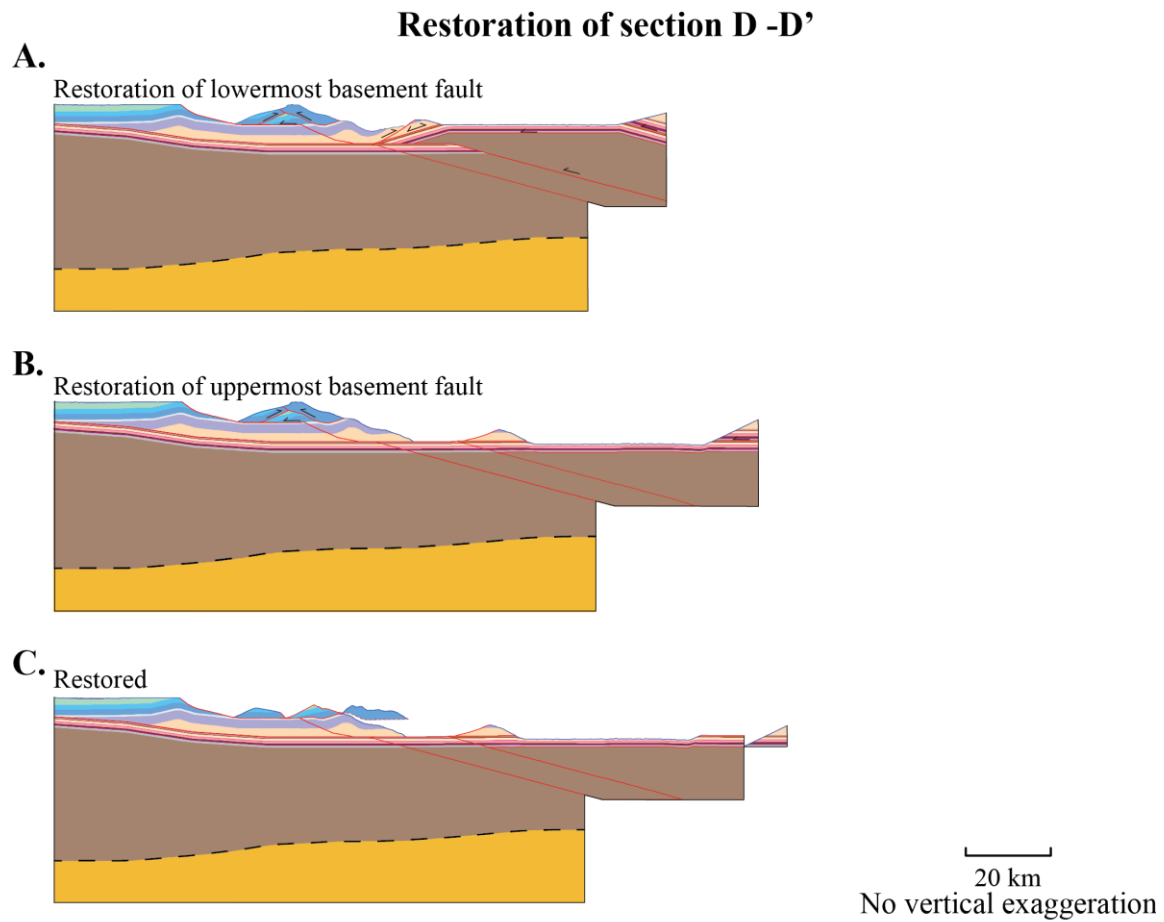 Restoration of section D -D’
A.
Restoration of lowermost basement fault
B.
Restoration of uppermost basement fault
C.
Restored
20 km
No vertical exaggeration